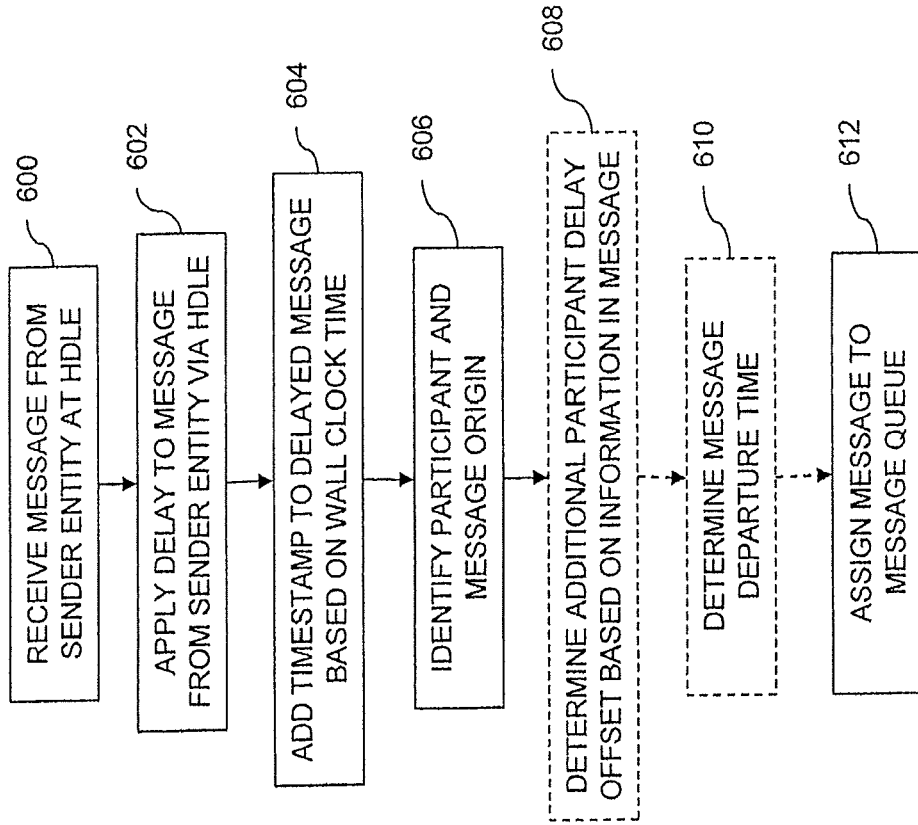 600
RECEIVE MESSAGE FROM
SENDER ENTITY AT HDLE
602
APPLY DELAY TO MESSAGE
FROM SENDER ENTITY VIA HDLE
604
ADD TIMESTAMP TO DELAYED MESSAGE
BASED ON WALL CLOCK TIME
606
IDENTIFY PARTICIPANT AND
MESSAGE ORIGIN
608
DETERMINE ADDITIONAL PARTICIPANT DELAY
OFFSET BASED ON INFORMATION IN MESSAGE
610
DETERMINE MESSAGE
DEPARTURE TIME
612
ASSIGN MESSAGE TO
MESSAGE QUEUE